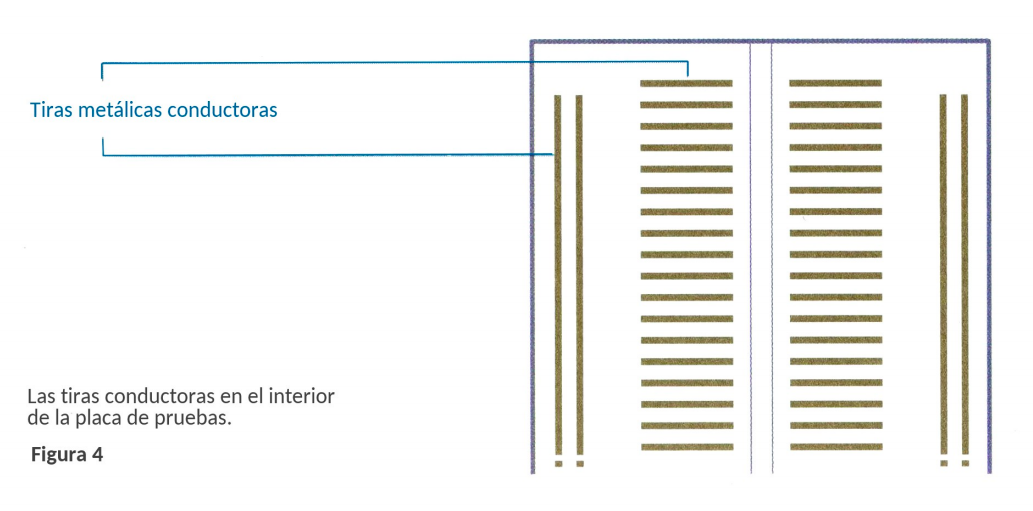 Tiras metálicas conductoras
Las tiras conductoras en el interior
de la placa de pruebas.
Figura 4